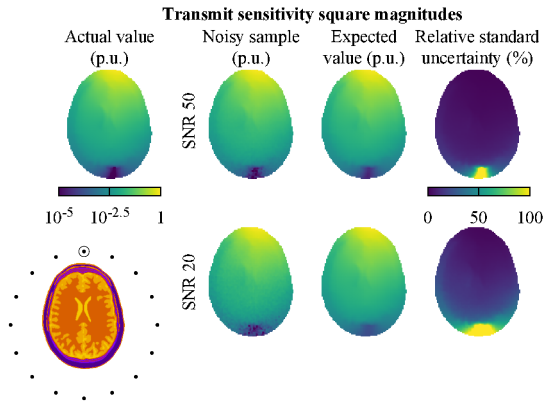 Transmit sensitivity square magnitudes
Actual value
(p.u.)
Noisy sample
(p.u.)
Expected
value (p.u.)
Relative standard
uncertainty (%)
SNR 50
10^-5 10^-2.5 1
0 50 100
SNR 20